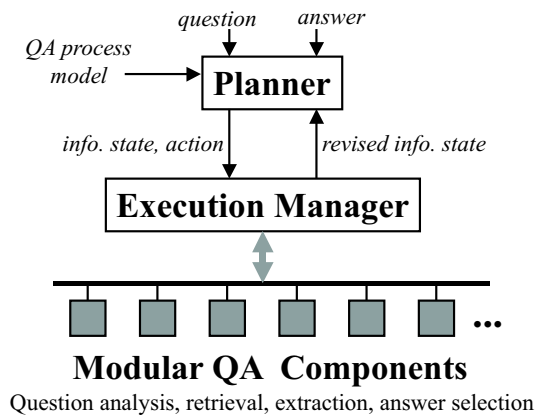 question answer
QA process
model
Planner
info. state, action revised info. state
Execution Manager
...
Modular QA Components
Question analysis, retrieval, extraction, answer selection